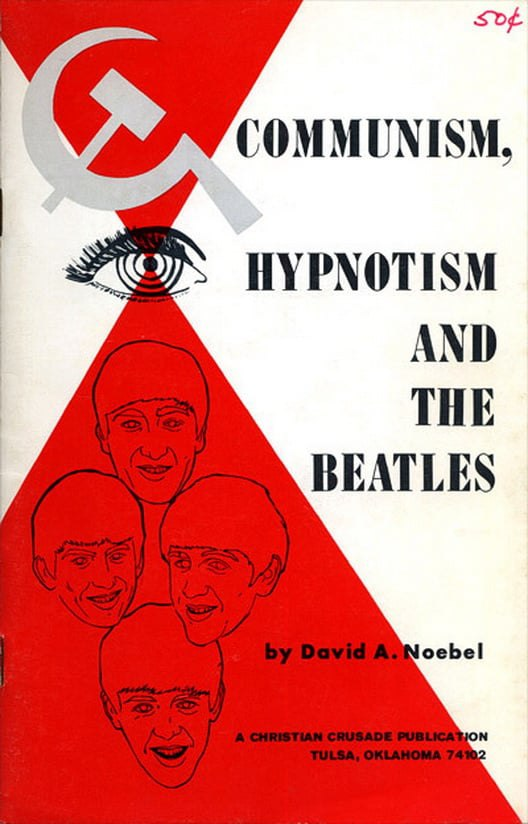 50¢
COMMUNISM,
HYPNOTISM
AND
THE
BEATLES
by David A. Noebel
A CHRISTIAN CRUSADE PUBLICATION
TULSA, OKLAHOMA 74102